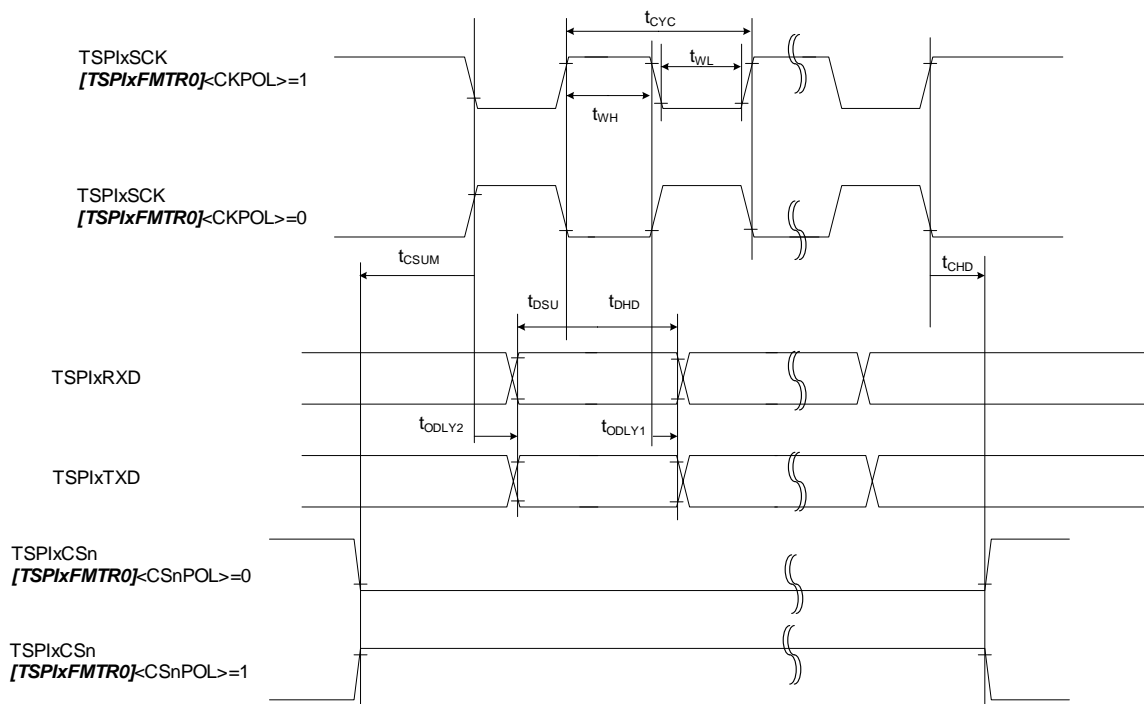 tCYC
TSPIxSCK
[TSPIxFMTR0]<CKPOL>=1
tWL
tWH
TSPIxSCK
[TSPIxFMTR0]<CKPOL>=0
tCSUM
tCHD
tDSU
tDHD
TSPIxRXD
tODLY2
tODLY1
TSPIxTXD
TSPIxCSn
[TSPIxFMTR0]<CSnPOL>=0
TSPIxCSn
[TSPIxFMTR0]<CSnPOL>=1